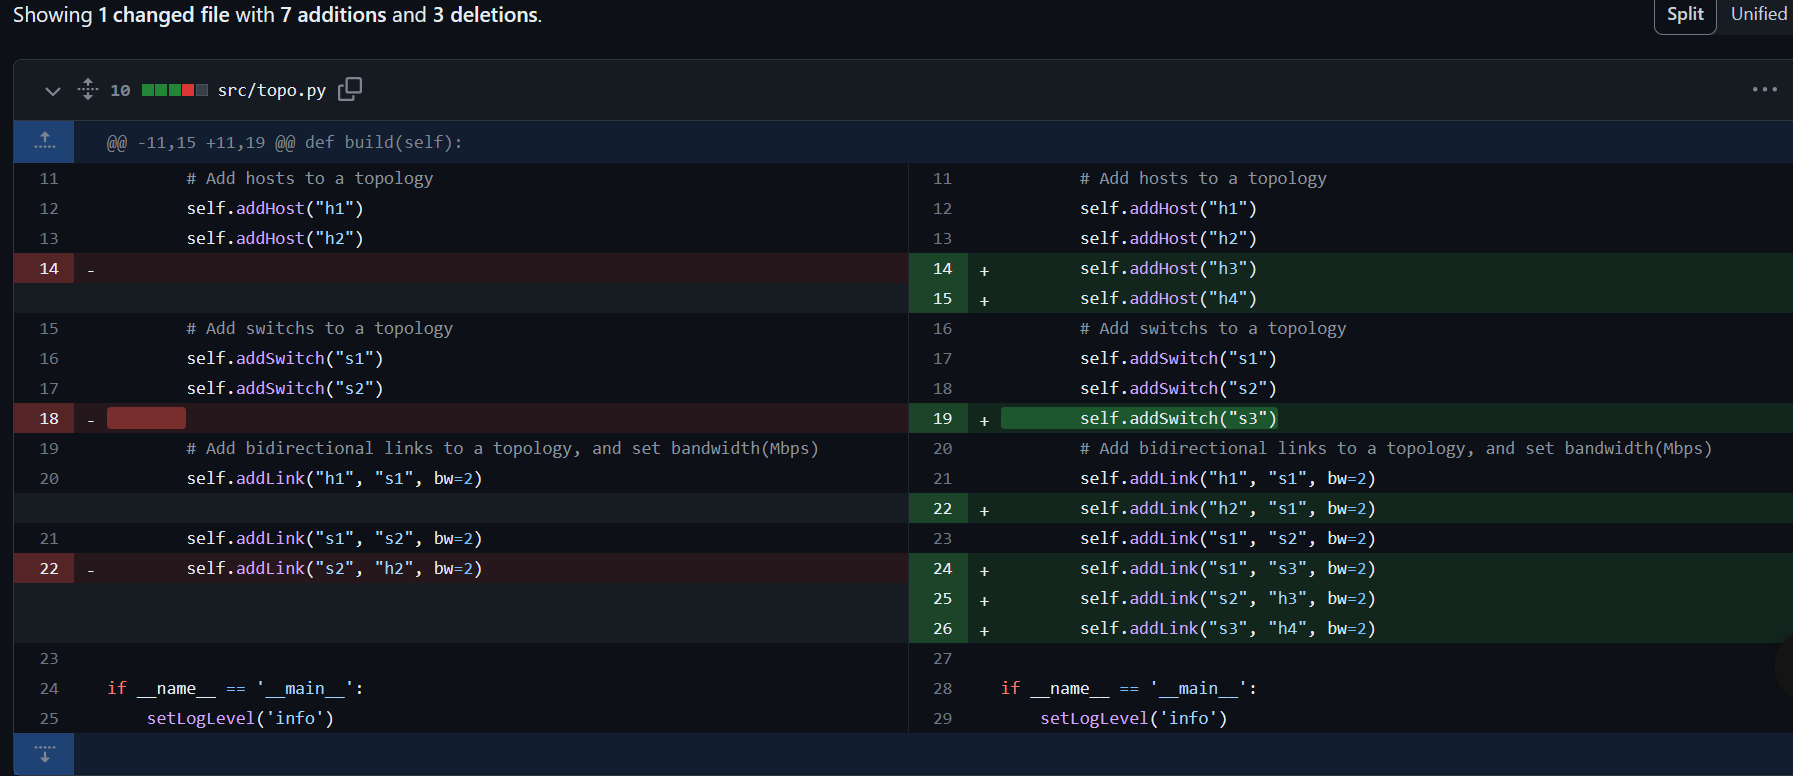 Showing 1 changed file with 7 additions and 3 deletions.
Split Unified
10 src/topo.py
@@ -11,15 +11,19 @@ def build(self):
11         # Add hosts to a topology
12         self.addHost("h1")
13         self.addHost("h2")
14 -
15         # Add switchs to a topology
16         self.addSwitch("s1")
17         self.addSwitch("s2")
18 -
19         # Add bidirectional links to a topology, and set bandwidth(Mbps)
20         self.addLink("h1", "s1", bw=2)
21         self.addLink("s1", "s2", bw=2)
22 -         self.addLink("s2", "h2", bw=2)
23
24 if __name__ == '__main__':
25     setLogLevel('info')
11         # Add hosts to a topology
12         self.addHost("h1")
13         self.addHost("h2")
14 +         self.addHost("h3")
15 +         self.addHost("h4")
16         # Add switchs to a topology
17         self.addSwitch("s1")
18         self.addSwitch("s2")
19 +         self.addSwitch("s3")
20         # Add bidirectional links to a topology, and set bandwidth(Mbps)
21         self.addLink("h1", "s1", bw=2)
22 +         self.addLink("h2", "s1", bw=2)
23         self.addLink("s1", "s2", bw=2)
24 +         self.addLink("s1", "s3", bw=2)
25 +         self.addLink("s2", "h3", bw=2)
26 +         self.addLink("s3", "h4", bw=2)
27
28 if __name__ == '__main__':
29     setLogLevel('info')